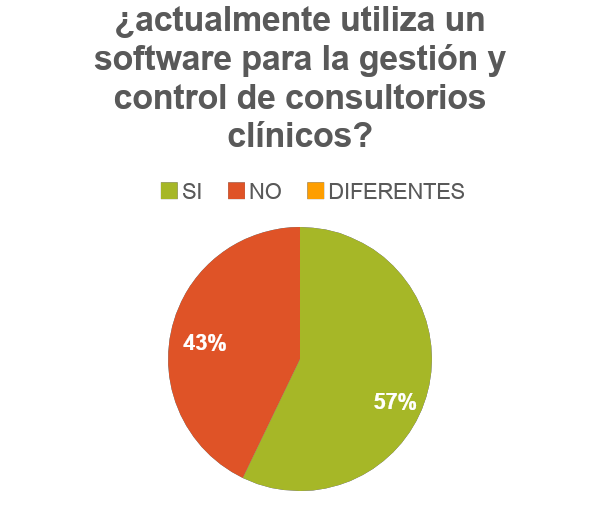 ¿actualmente utiliza un
software para la gestión y
control de consultorios
clínicos?
SI NO DIFERENTES
43%
57%